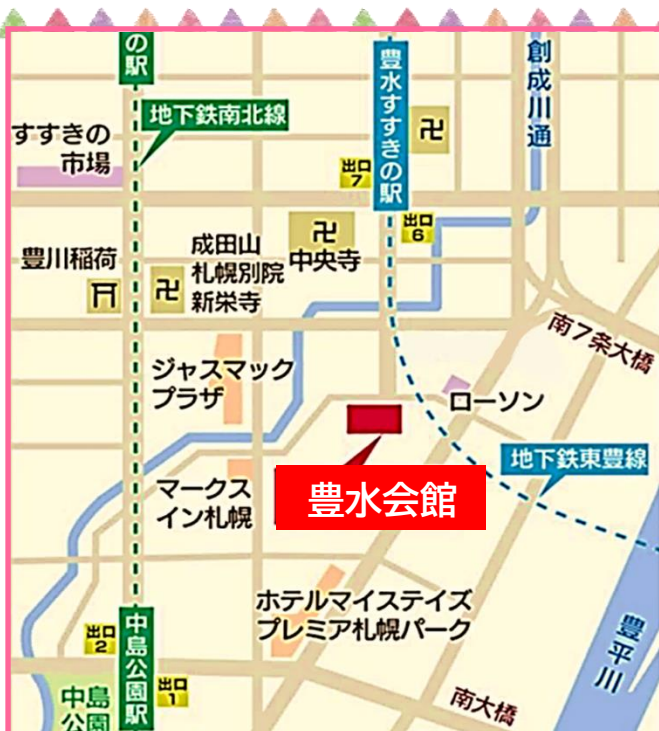 の駅
地下鉄南北線
豊水すすきの駅
創成川通
すすきの
市場
出口
7
卍
出口
6
豊川稲荷
卍
成田山
札幌別院
新栄寺
卍
中央寺
南7条大橋
ジャスマック
プラザ
ローソン
地下鉄東豊線
マークス
イン札幌
豊水会館
ホテルマイステイズ
プレミア札幌パーク
出口
2
中島公園駅
出口
1
中島
公園
南大橋
豊平川